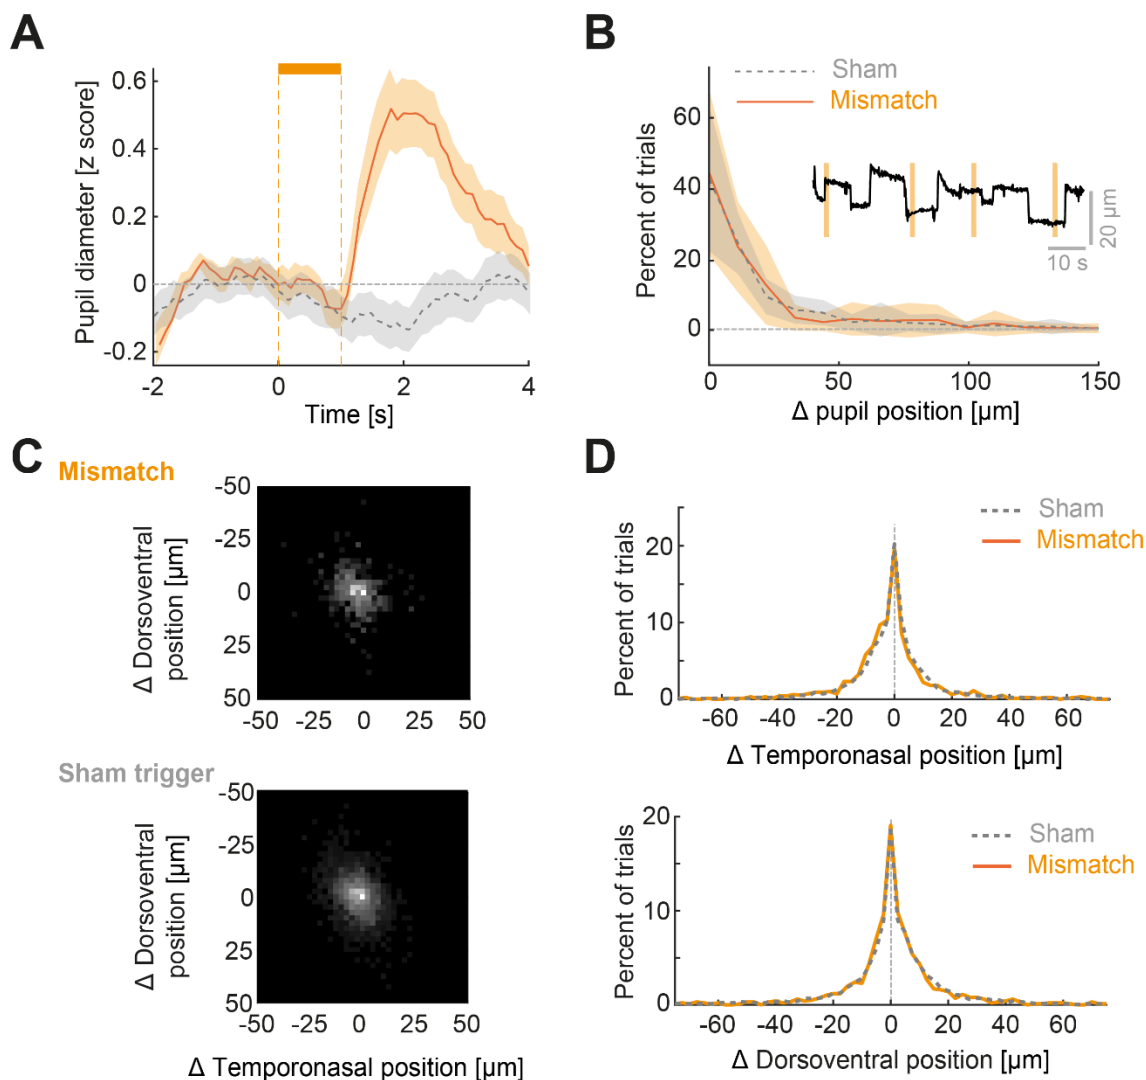 A
Pupil diameter [z score]
0.6
0.4
0.2
0
-0.2
-2
0
2
4
Time [s]
B
Sham
Mismatch
Percent of trials
60
40
20
0
20 µm
10 s
0
50
100
150
Δ pupil position [µm]
C
Mismatch
Δ Dorsoventral
position [µm]
-50
-25
0
25
50
-50
-25
0
25
50
Sham trigger
Δ Dorsoventral
position [µm]
-50
-25
0
25
50
-50
-25
0
25
50
Δ Temporonasal position [µm]
D
Sham
Mismatch
Percent of trials
20
10
0
-60
-40
-20
0
20
40
60
Δ Temporonasal position [µm]
Sham
Mismatch
Percent of trials
20
10
0
-60
-40
-20
0
20
40
60
Δ Dorsoventral position [µm]